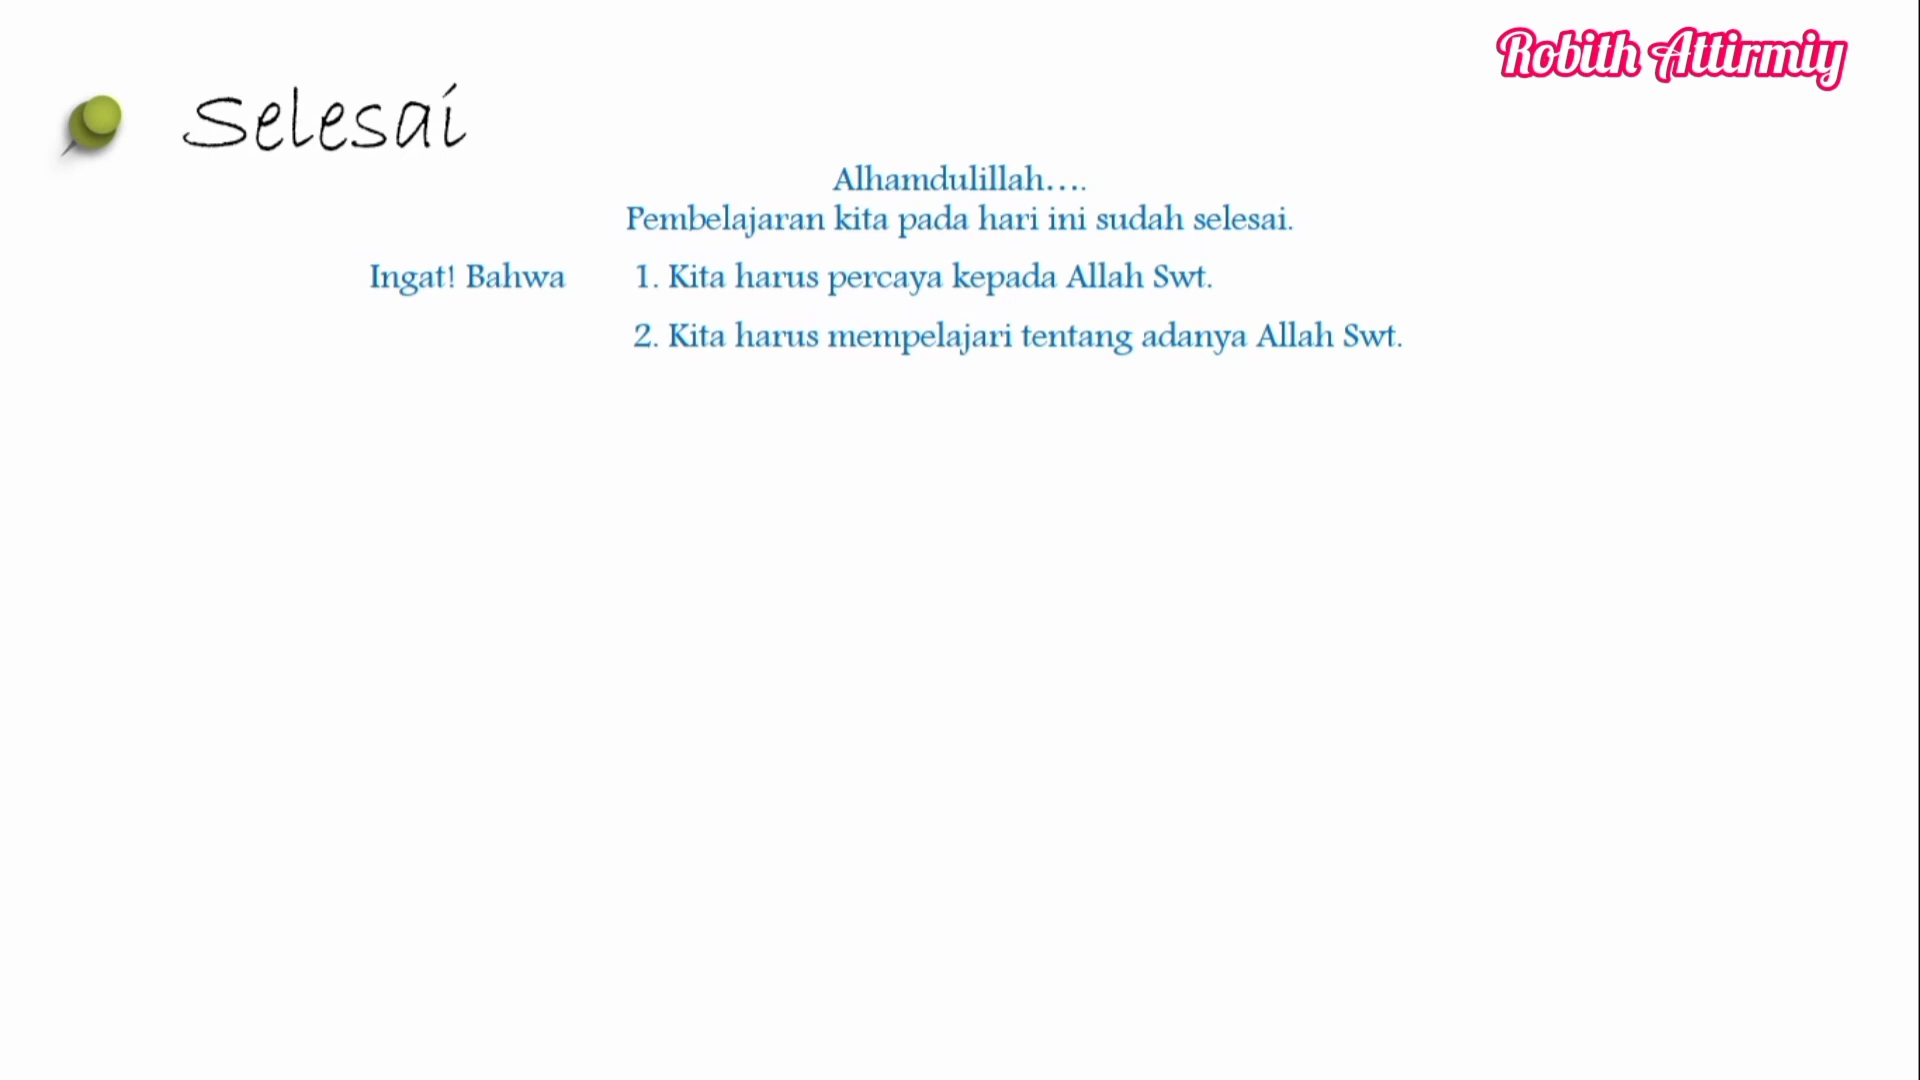 Robith Attirmiy
Selesai
Alhamdulillah….
Pembelajaran kita pada hari ini sudah selesai.
Ingat! Bahwa 1. Kita harus percaya kepada Allah Swt.
2. Kita harus mempelajari tentang adanya Allah Swt.